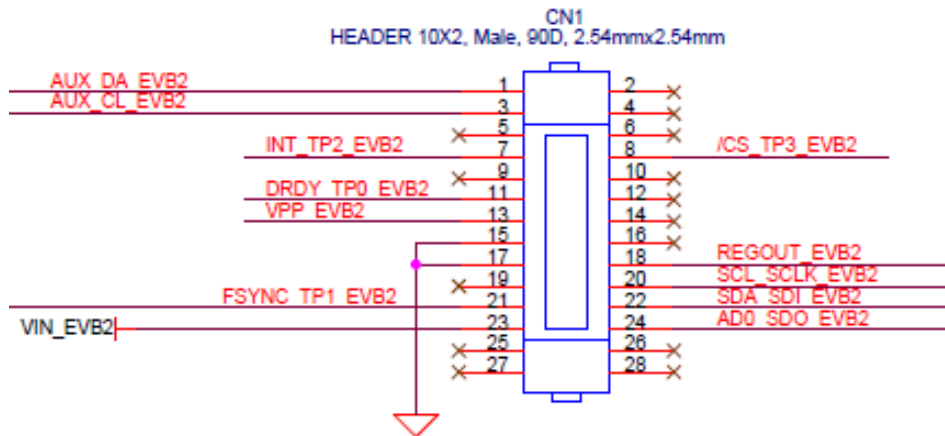 CN1
HEADER 10X2, Male, 90D, 2.54mmx2.54mm
AUX_DA_EVB2 1 2
AUX_CL_EVB2 3 4
5 6
INT_TP2_EVB2 7 8 /CS_TP3_EVB2
9 10
DRDY_TP0_EVB2 11 12
VPP_EVB2 13 14
15 16
17 18 REGOUT_EVB2
19 20 SCL_SCLK_EVB2
FSYNC_TP1_EVB2 21 22 SDA_SDI_EVB2
VIN_EVB2 23 24 AD0_SDO_EVB2
25 26
27 28